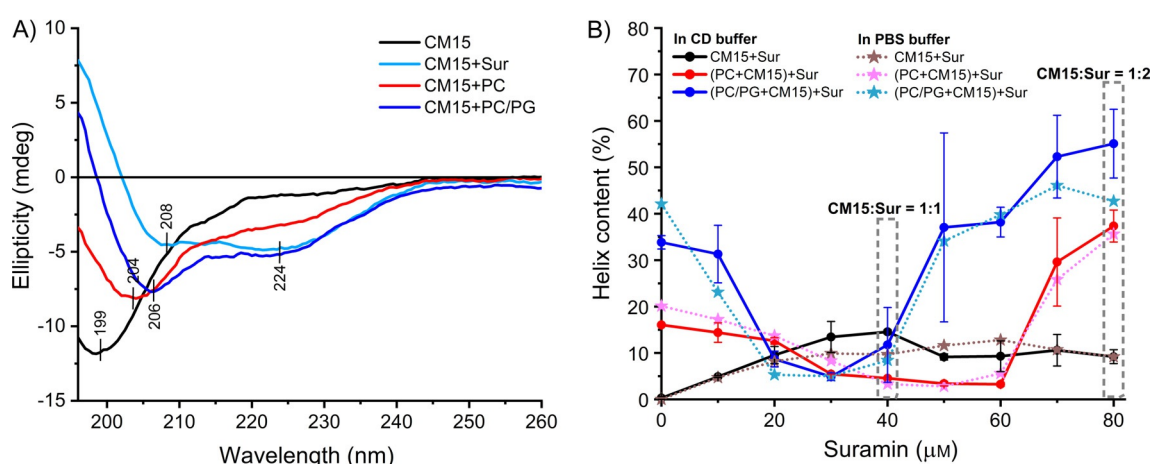 A)
10
5
0
-5
-10
-15
Ellipticity (mdeg)
CM15
CM15+Sur
CM15+PC
CM15+PC/PG
199
204
206
208
224
200
210
220
230
240
250
260
Wavelength (nm)
B)
80
70
60
50
40
30
20
10
0
Helix content (%)
In CD buffer
CM15+Sur
(PC+CM15)+Sur
(PC/PG+CM15)+Sur
In PBS buffer
CM15+Sur
(PC+CM15)+Sur
(PC/PG+CM15)+Sur
CM15:Sur = 1:2
CM15:Sur = 1:1
0
20
40
60
80
Suramin (μM)